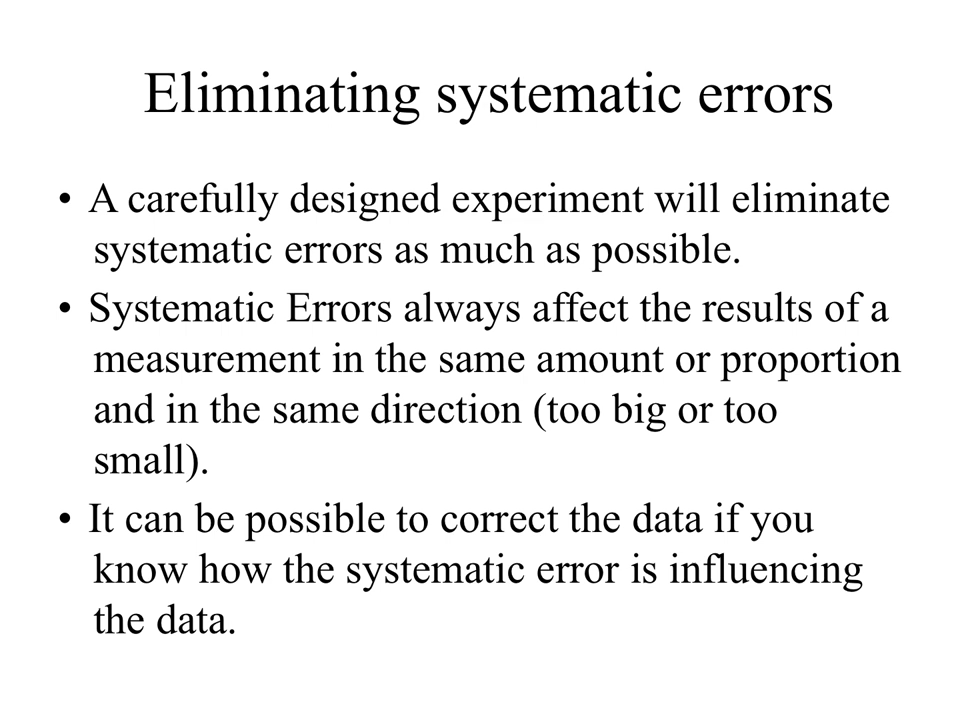 Eliminating systematic errors
• A carefully designed experiment will eliminate
systematic errors as much as possible.
• Systematic Errors always affect the results of a
measurement in the same amount or proportion
and in the same direction (too big or too
small).
• It can be possible to correct the data if you
know how the systematic error is influencing
the data.